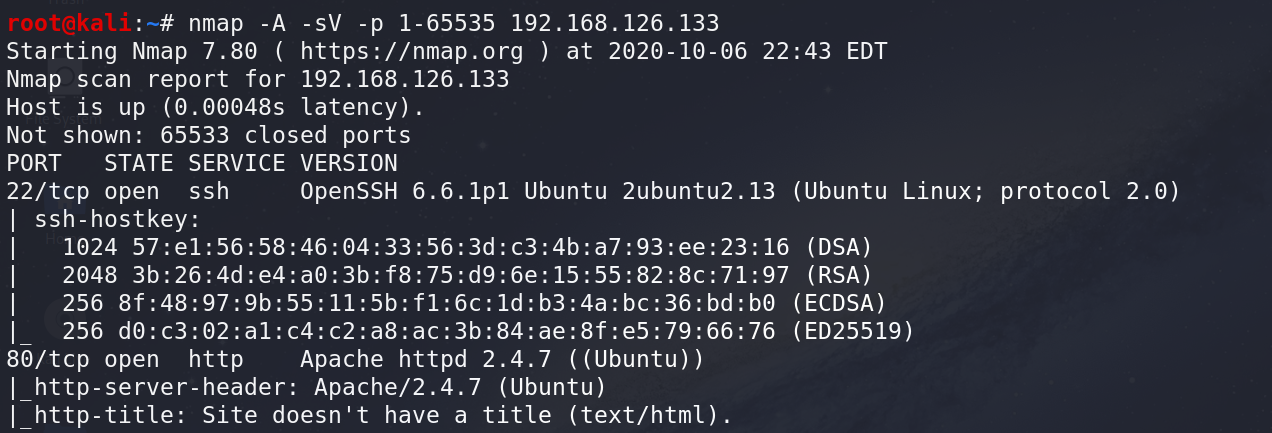 root@kali:~# nmap -A -sV -p 1-65535 192.168.126.133
Starting Nmap 7.80 ( https://nmap.org ) at 2020-10-06 22:43 EDT
Nmap scan report for 192.168.126.133
Host is up (0.00048s latency).
Not shown: 65533 closed ports
PORT   STATE SERVICE VERSION
22/tcp open  ssh     OpenSSH 6.6.1p1 Ubuntu 2ubuntu2.13 (Ubuntu Linux; protocol 2.0)
| ssh-hostkey:
|   1024 57:e1:56:58:46:04:33:56:3d:c3:4b:a7:93:ee:23:16 (DSA)
|   2048 3b:26:4d:e4:a0:3b:f8:75:d9:6e:15:55:82:8c:71:97 (RSA)
|   256 8f:48:97:9b:55:11:5b:f1:6c:1d:b3:4a:bc:36:bd:b0 (ECDSA)
|_  256 d0:c3:02:a1:c4:c2:a8:ac:3b:84:ae:8f:e5:79:66:76 (ED25519)
80/tcp open  http    Apache httpd 2.4.7 ((Ubuntu))
|_http-server-header: Apache/2.4.7 (Ubuntu)
|_http-title: Site doesn't have a title (text/html).